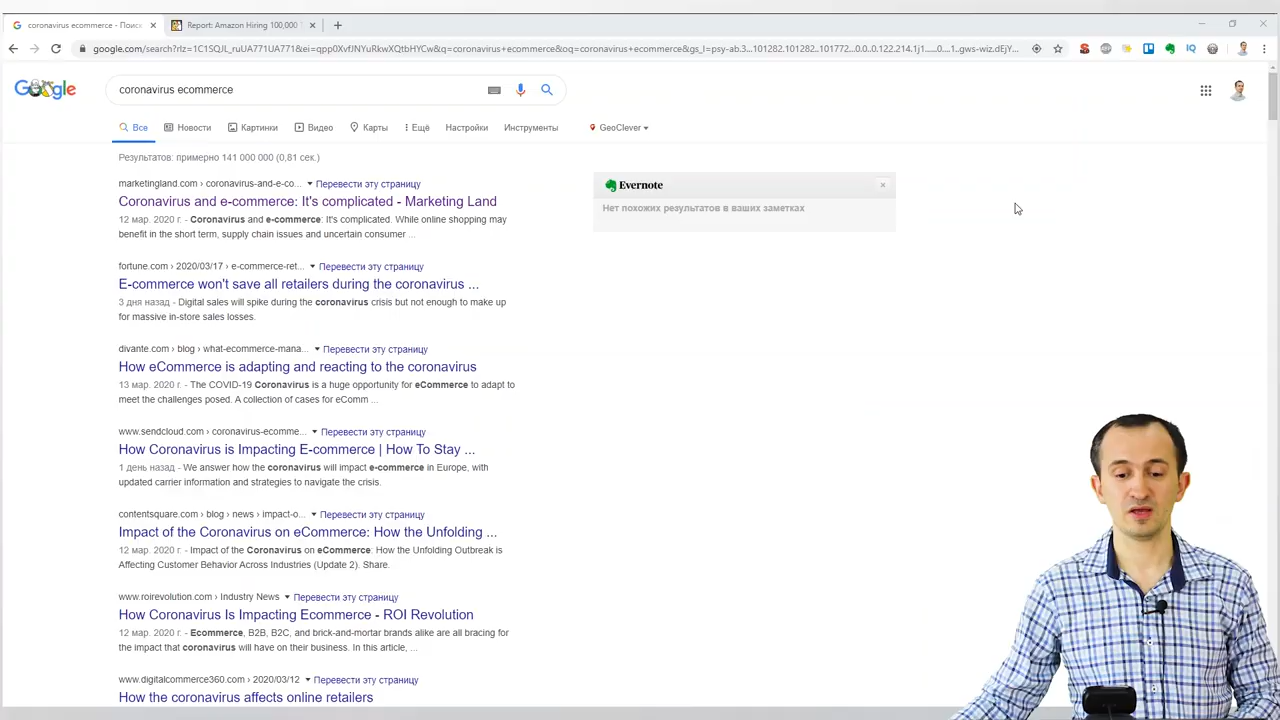 coronavirus ecommerce - Поиск
Report: Amazon Hiring 100,000
google.com/search?rlz=1C1SQJL_ruUA771UA771&ei=qpp0XvfJNYuRkwXQtbHYCw&q=coronavirus+ecommerce&oq=coronavirus+ecommerce&gs_l=psy-ab.3...101282.101282..101772...0.0..0.122.214.1j1......0....1..gws-wiz.dEjY...
Google
coronavirus ecommerce
Все Новости Картинки Видео Карты Ещё Настройки Инструменты GeoClever
Результатов: примерно 141 000 000 (0,81 сек.)
marketingland.com › coronavirus-and-e-co... Перевести эту страницу
Coronavirus and e-commerce: It's complicated - Marketing Land
12 мар. 2020 г. - Coronavirus and e-commerce: It's complicated. While online shopping may
benefit in the short term, supply chain issues and uncertain consumer ...
Evernote
Нет похожих результатов в ваших заметках
fortune.com › 2020/03/17 › e-commerce-ret... Перевести эту страницу
E-commerce won't save all retailers during the coronavirus ...
3 дня назад - Digital sales will spike during the coronavirus crisis but not enough to make up
for massive in-store sales losses.
divante.com › blog › what-ecommerce-mana... Перевести эту страницу
How eCommerce is adapting and reacting to the coronavirus
13 мар. 2020 г. - The COVID-19 Coronavirus is a huge opportunity for eCommerce to adapt to
meet the challenges posed. A collection of cases for eComm ...
www.sendcloud.com › coronavirus-ecomme... Перевести эту страницу
How Coronavirus is Impacting E-commerce | How To Stay ...
1 день назад - We answer how the coronavirus will impact e-commerce in Europe, with
updated carrier information and strategies to navigate the crisis.
contentsquare.com › blog › news › impact-o... Перевести эту страницу
Impact of the Coronavirus on eCommerce: How the Unfolding ...
12 мар. 2020 г. - Impact of the Coronavirus on eCommerce: How the Unfolding Outbreak is
Affecting Customer Behavior Across Industries (Update 2). Share.
www.roirevolution.com › Industry News Перевести эту страницу
How Coronavirus Is Impacting Ecommerce - ROI Revolution
12 мар. 2020 г. - Ecommerce, B2B, B2C, and brick-and-mortar brands alike are all bracing for
the impact that coronavirus will have on their business. In this article, ...
www.digitalcommerce360.com › 2020/03/12 Перевести эту страницу
How the coronavirus affects online retailers